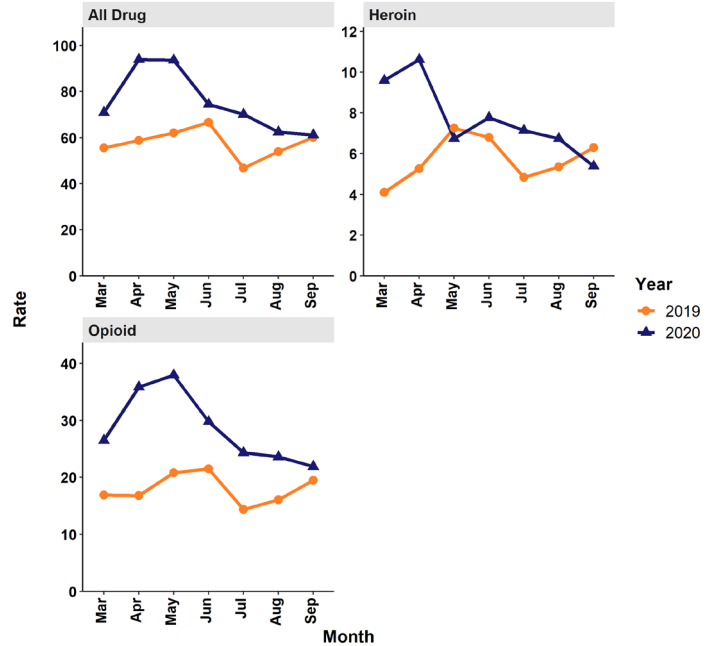 All Drug
100
80
60
40
20
0
Mar
Apr
May
Jun
Jul
Aug
Sep
Heroin
12
10
8
6
4
2
0
Mar
Apr
May
Jun
Jul
Aug
Sep
Rate
Year
2019
2020
Opioid
40
30
20
10
0
Mar
Apr
May
Jun
Jul
Aug
Sep
Month